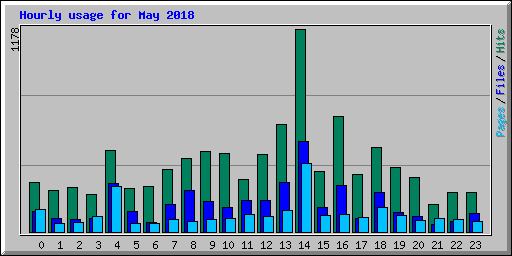 Hourly usage for May 2018
1178
Pages / Files / Hits
0 1 2 3 4 5 6 7 8 9 10 11 12 13 14 15 16 17 18 19 20 21 22 23